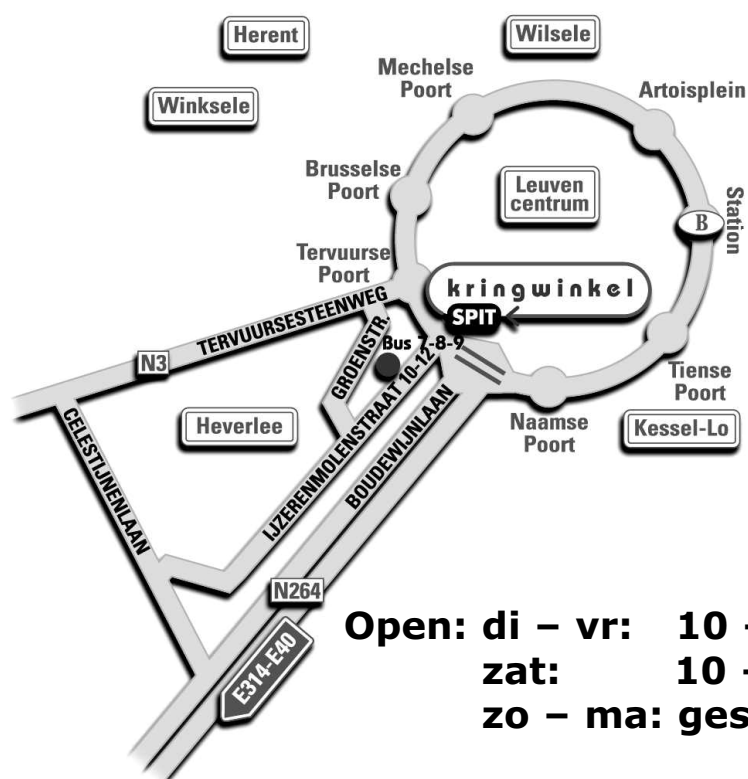 Herent
Wilsele
Mechelse
Poort
Artoisplein
Winksele
Brusselse
Poort
Leuven
centrum
B
Station
Tervuurse
Poort
kringwinkel
SPIT
TERVUURSESTEENWEG
GROENSTR.
Bus 7-8-9
N3
Tiense
Poort
Naamse
Poort
Kessel-Lo
Heverlee
CELESTIJNENLAAN
IJZERENMOLENSTRAAT 10-12
BOUDEWIJNLAAN
N264
E314-E40
Open: di – vr: 10 -
zat: 10 -
zo – ma: ges